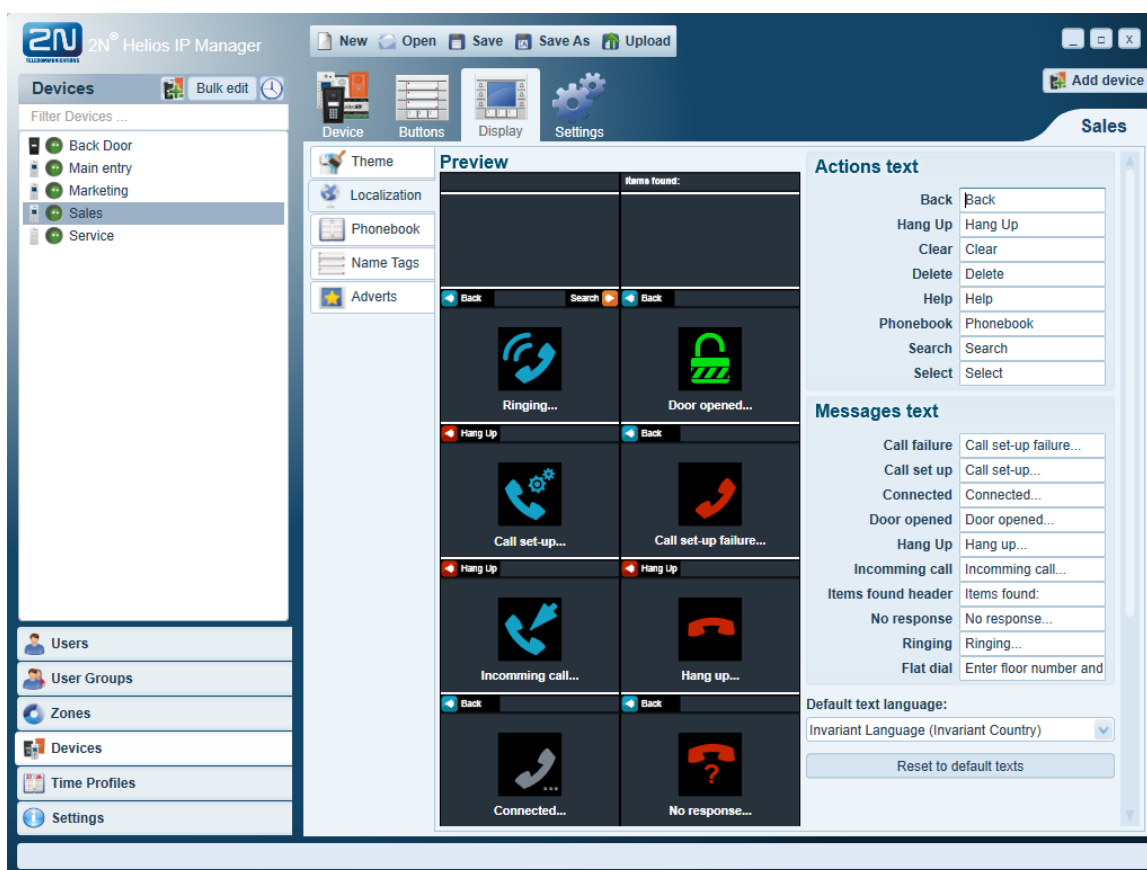 2N
TELECOMMUNICATIONS
2N® Helios IP Manager
New Open Save Save As Upload
_ □ X
Devices
Bulk edit
Add device
Filter Devices ...
Device Buttons Display Settings
Sales
Back Door
Main entry
Marketing
Sales
Service
Theme
Localization
Phonebook
Name Tags
Adverts
Preview
Items found:
Back Search Back
Ringing... Door opened...
Hang Up Back
Call set-up... Call set-up failure...
Hang Up Hang Up
Incomming call... Hang up...
Back Back
?
Connected... No response...
Actions text
Back Back
Hang Up Hang Up
Clear Clear
Delete Delete
Help Help
Phonebook Phonebook
Search Search
Select Select
Messages text
Call failure Call set-up failure...
Call set up Call set-up...
Connected Connected...
Door opened Door opened...
Hang Up Hang up...
Incomming call Incomming call...
Items found header Items found:
No response No response...
Ringing Ringing...
Flat dial Enter floor number and
Default text language:
Invariant Language (Invariant Country)
Reset to default texts
Users
User Groups
Zones
Devices
Time Profiles
Settings